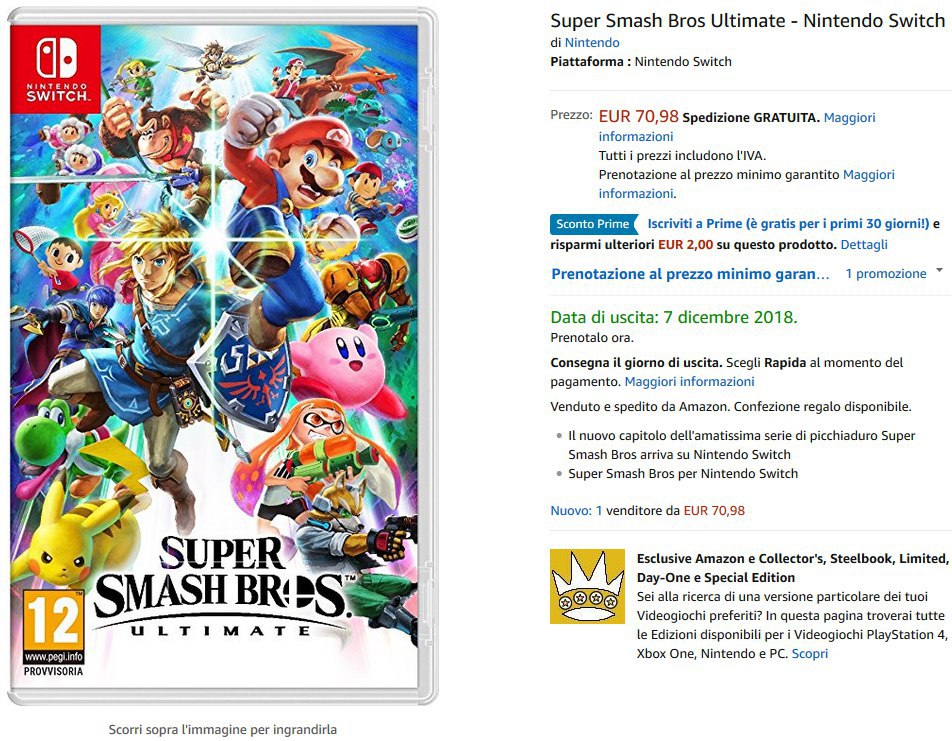 NINTENDO
SWITCH™
SUPER
SMASH BROS.™
ULTIMATE
12
www.pegi.info
PROVVISORIA
Scorri sopra l'immagine per ingrandirla
Super Smash Bros Ultimate - Nintendo Switch
di Nintendo
Piattaforma : Nintendo Switch
Prezzo: EUR 70,98 Spedizione GRATUITA. Maggiori
informazioni
Tutti i prezzi includono l'IVA.
Prenotazione al prezzo minimo garantito Maggiori
informazioni.
Sconto Prime Iscriviti a Prime (è gratis per i primi 30 giorni!) e
risparmi ulteriori EUR 2,00 su questo prodotto. Dettagli
Prenotazione al prezzo minimo garan... 1 promozione
Data di uscita: 7 dicembre 2018.
Prenotalo ora.
Consegna il giorno di uscita. Scegli Rapida al momento del
pagamento. Maggiori informazioni
Venduto e spedito da Amazon. Confezione regalo disponibile.
• Il nuovo capitolo dell'amatissima serie di picchiaduro Super
Smash Bros arriva su Nintendo Switch
• Super Smash Bros per Nintendo Switch
Nuovo: 1 venditore da EUR 70,98
Esclusive Amazon e Collector's, Steelbook, Limited,
Day-One e Special Edition
Sei alla ricerca di una versione particolare dei tuoi
Videogiochi preferiti? In questa pagina troverai tutte
le Edizioni disponibili per i Videogiochi PlayStation 4,
Xbox One, Nintendo e PC. Scopri